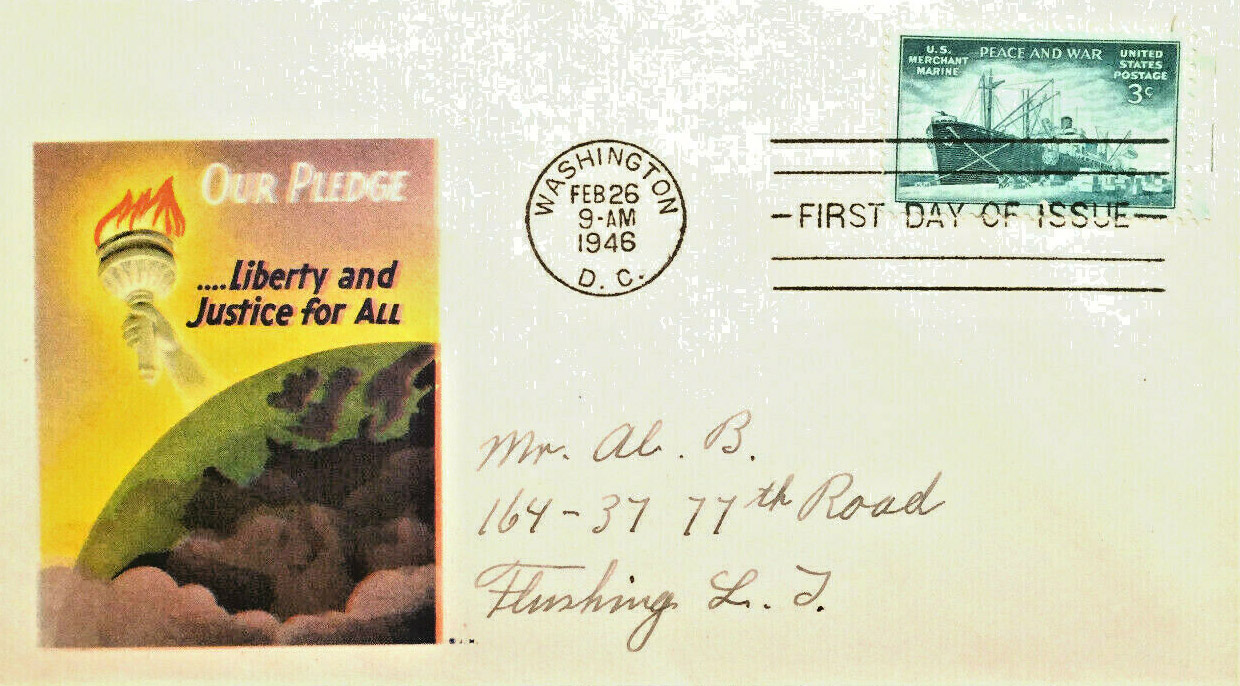 U.S. MERCHANT MARINE
PEACE AND WAR
UNITED STATES POSTAGE
3¢
OUR PLEDGE
....Liberty and
Justice for ALL
WASHINGTON
FEB 26
9-AM
1946
D. C.
FIRST DAY OF ISSUE
Mr. Al. B.
164-37 77th Road
Flushing L. I.